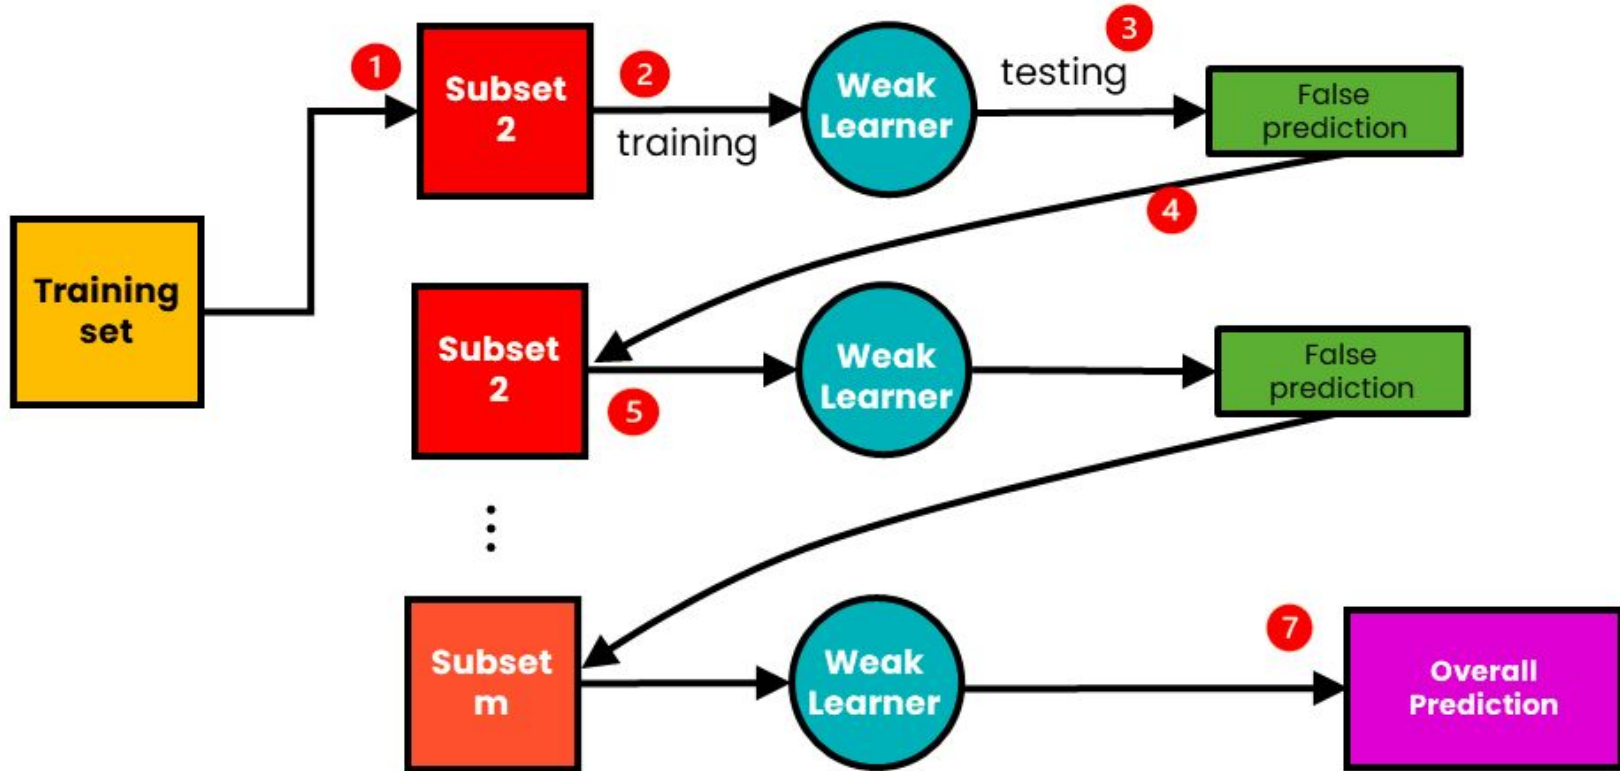 1
Subset
2
2
training
Weak
Learner
3
testing
False
prediction
4
Training
set
Subset
2
5
Weak
Learner
False
prediction
Subset
m
Weak
Learner
7
Overall
Prediction